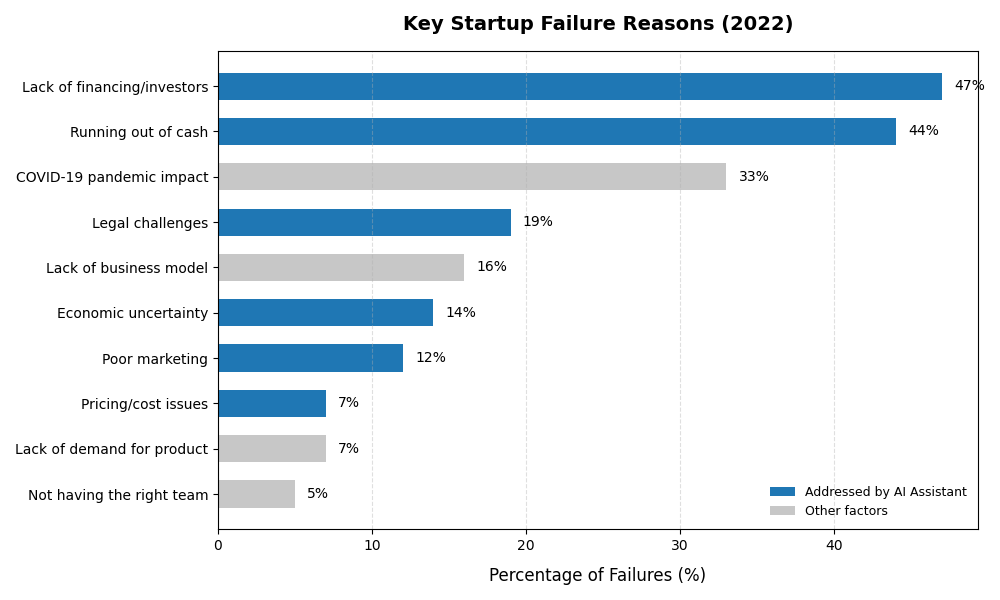 Key Startup Failure Reasons (2022)
Lack of financing/investors 47%
Running out of cash 44%
COVID-19 pandemic impact 33%
Legal challenges 19%
Lack of business model 16%
Economic uncertainty 14%
Poor marketing 12%
Pricing/cost issues 7%
Lack of demand for product 7%
Not having the right team 5%
Addressed by AI Assistant
Other factors
0 10 20 30 40
Percentage of Failures (%)